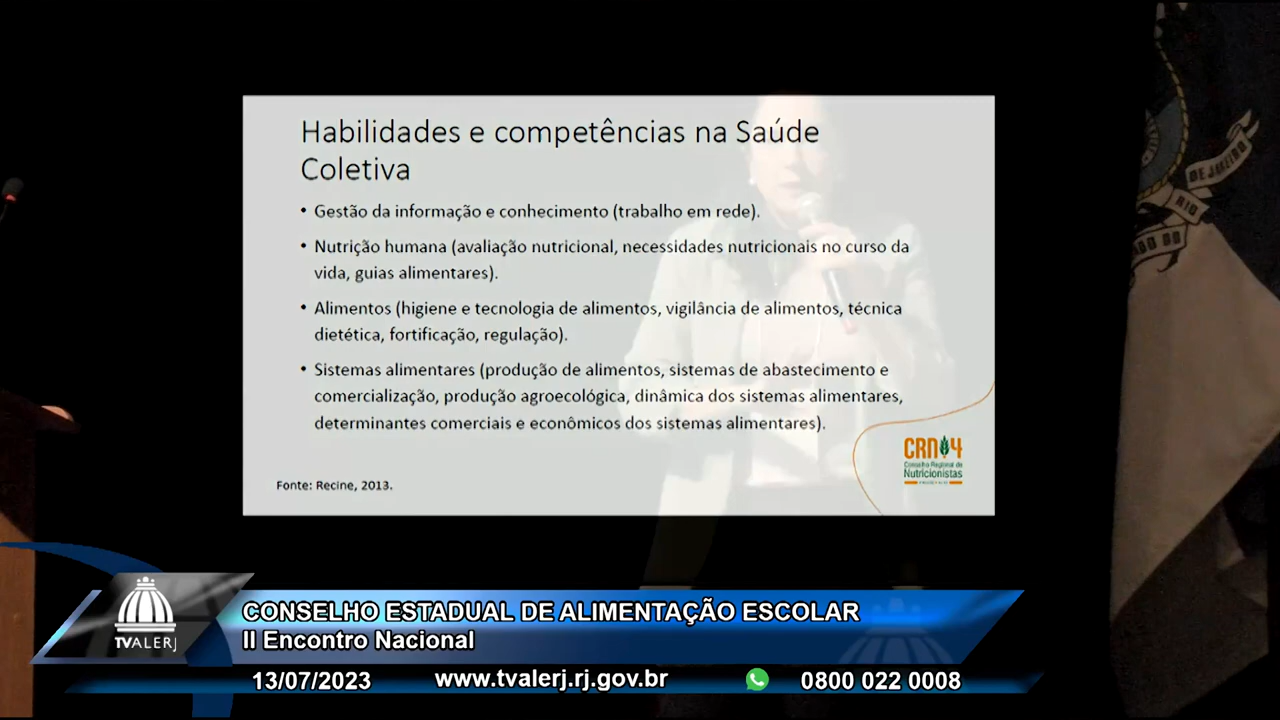 Habilidades e competências na Saúde
Coletiva
• Gestão da informação e conhecimento (trabalho em rede).
• Nutrição humana (avaliação nutricional, necessidades nutricionais no curso da
vida, guias alimentares).
• Alimentos (higiene e tecnologia de alimentos, vigilância de alimentos, técnica
dietética, fortificação, regulação).
• Sistemas alimentares (produção de alimentos, sistemas de abastecimento e
comercialização, produção agroecológica, dinâmica dos sistemas alimentares,
determinantes comerciais e econômicos dos sistemas alimentares).
CRN4
Conselho Regional de
Nutricionistas
Fonte: Recine, 2013.
DE JANEIRO
RIO
DO
TVALERJ
CONSELHO ESTADUAL DE ALIMENTAÇÃO ESCOLAR
II Encontro Nacional
13/07/2023 www.tvalerj.rj.gov.br 0800 022 0008